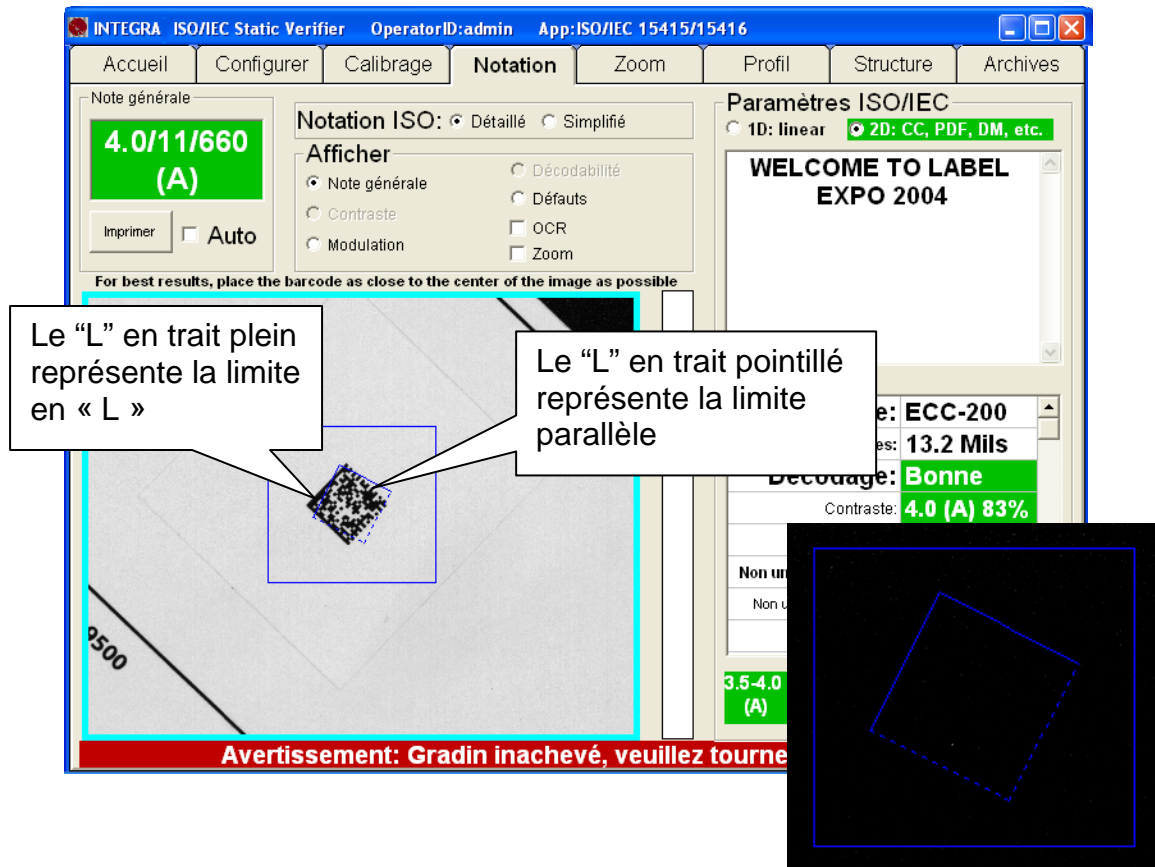 INTEGRA ISO/IEC Static Verifier OperatorID:admin App:ISO/IEC 15415/15416
Accueil Configurer Calibrage Notation Zoom Profil Structure Archives
Note générale
4.0/11/660
(A)
Imprimer Auto
Notation ISO: Détaillé Simplifié
Afficher
Note générale
Contraste
Modulation
Décodabilité
Défauts
OCR
Zoom
Paramètres ISO/IEC
1D: linear 2D: CC, PDF, DM, etc.
WELCOME TO LABEL
EXPO 2004
For best results, place the barcode as close to the center of the image as possible
Le “L” en trait plein
représente la limite
en « L »
Le “L” en trait pointillé
représente la limite
parallèle
9500
ECC-200
13.2 Mils
Décodage: Bonne
Contraste: 4.0 (A) 83%
Non
Non
3.5-4.0
(A)
Avertissement: Gradin inachevé, veuillez